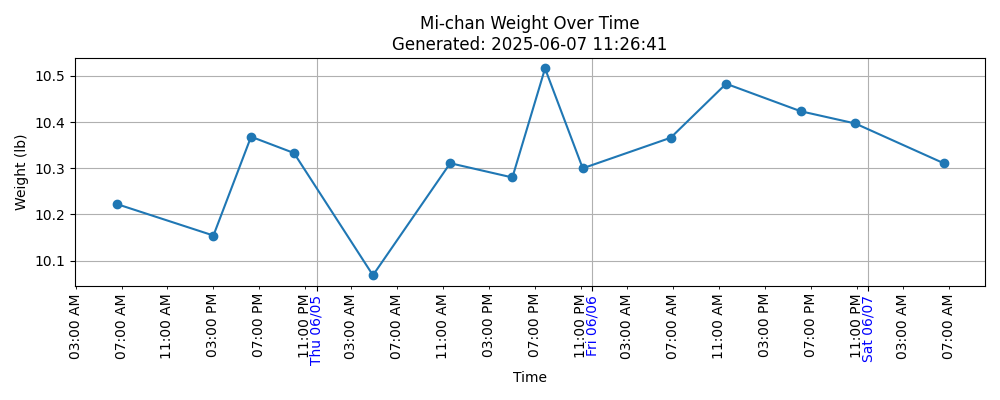 Mi-chan Weight Over Time
Generated: 2025-06-07 11:26:41
10.5
10.4
10.3
10.2
10.1
Weight (lb)
03:00 AM
07:00 AM
11:00 AM
03:00 PM
07:00 PM
11:00 PM
Thu 06/05
03:00 AM
07:00 AM
11:00 AM
03:00 PM
07:00 PM
11:00 PM
Fri 06/06
03:00 AM
07:00 AM
11:00 AM
03:00 PM
07:00 PM
11:00 PM
Sat 06/07
03:00 AM
07:00 AM
Time